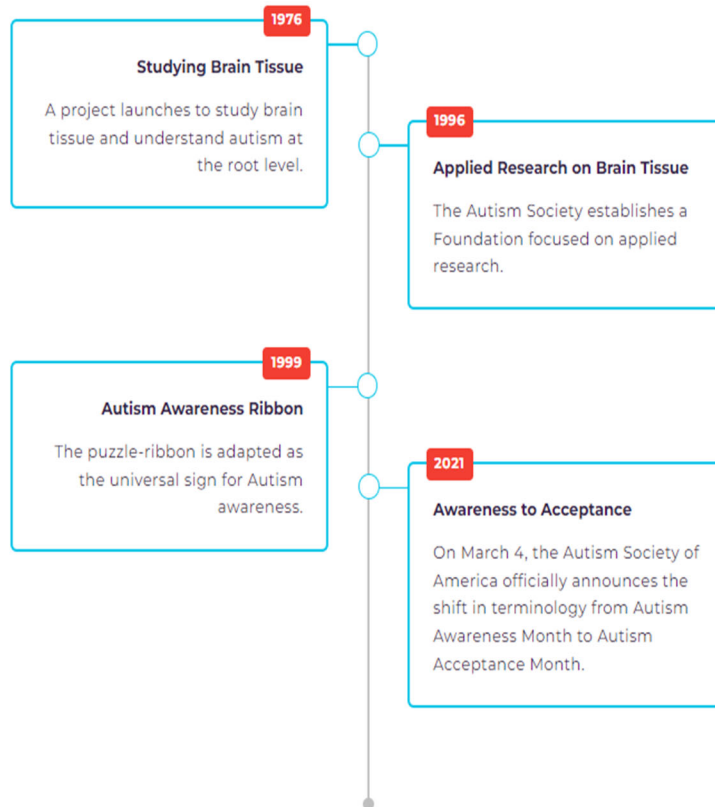 1976
Studying Brain Tissue
A project launches to study brain
tissue and understand autism at
the root level.
1996
Applied Research on Brain Tissue
The Autism Society establishes a
Foundation focused on applied
research.
1999
Autism Awareness Ribbon
The puzzle-ribbon is adapted as
the universal sign for Autism
awareness.
2021
Awareness to Acceptance
On March 4, the Autism Society of
America officially announces the
shift in terminology from Autism
Awareness Month to Autism
Acceptance Month.